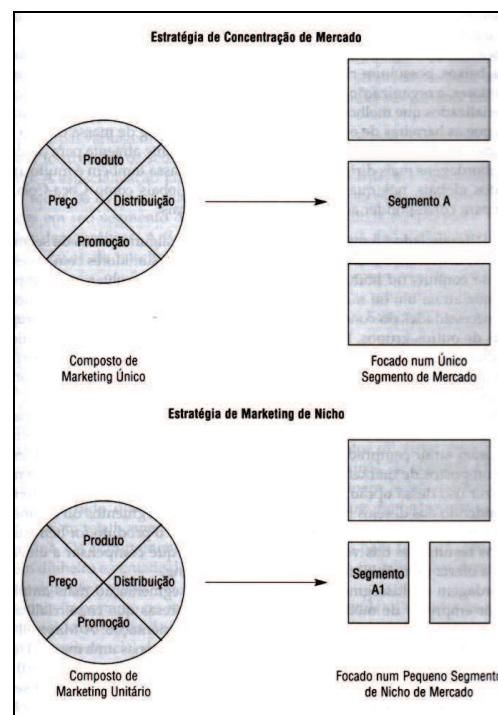 Estratégia de Concentração de Mercado
Produto
Preço
Distribuição
Promoção
Segmento A
Composto de
Marketing Único
Focado num Único
Segmento de Mercado
Estratégia de Marketing de Nicho
Produto
Preço
Distribuição
Promoção
Segmento
A1
Composto de
Marketing Unitário
Focado num Pequeno Segmento
de Nicho de Mercado